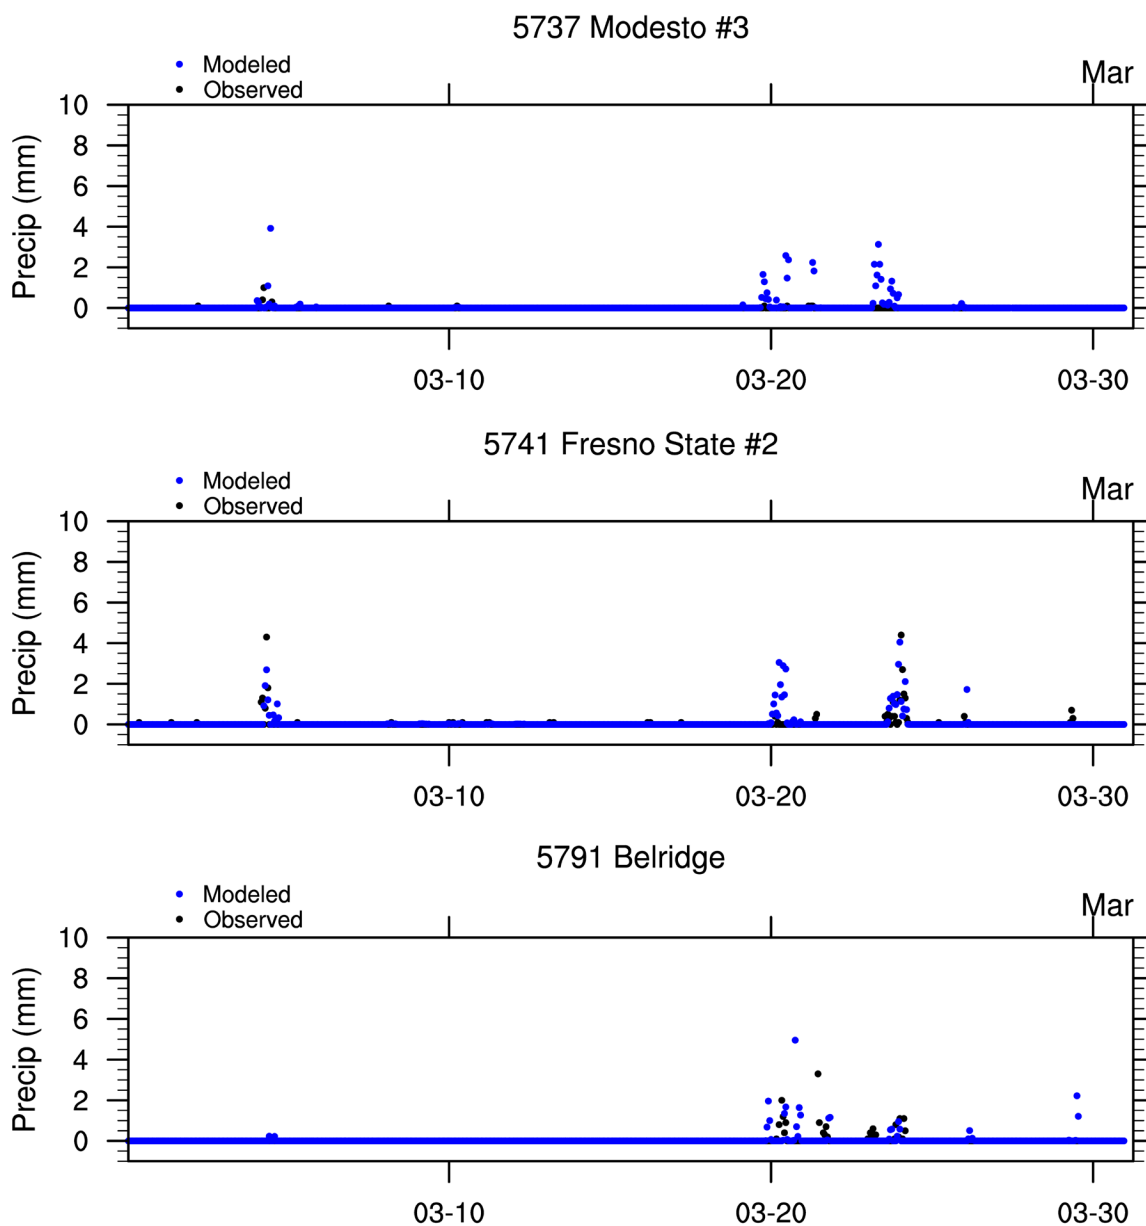 5737 Modesto #3
Modeled
Observed
Mar
Precip (mm)
10
8
6
4
2
0
03-10 03-20 03-30
5741 Fresno State #2
Modeled
Observed
Mar
Precip (mm)
10
8
6
4
2
0
03-10 03-20 03-30
5791 Belridge
Modeled
Observed
Mar
Precip (mm)
10
8
6
4
2
0
03-10 03-20 03-30